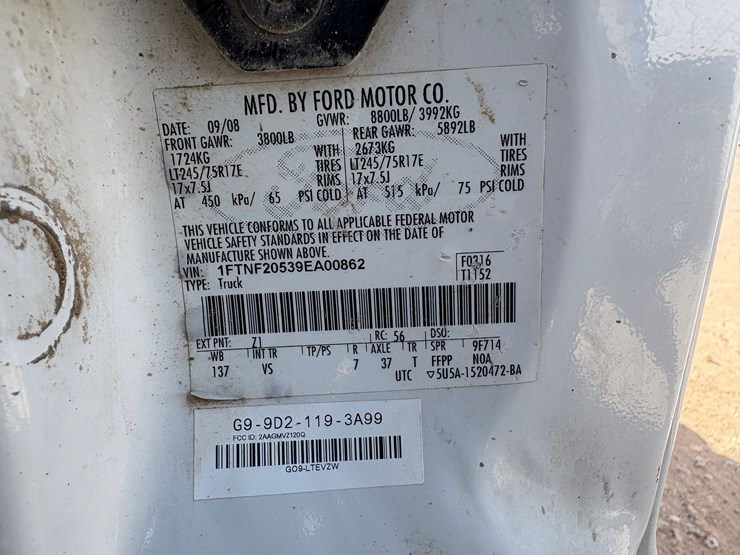 MFD. BY FORD MOTOR CO.
DATE: 09/08 GVWR: 8800LB/ 3992KG
FRONT GAWR: 3800LB REAR GAWR: 5892LB
1724KG WITH 2673KG WITH
LT245/75R17E TIRES LT245/75R17E TIRES
17x7.5J RIMS 17x7.5J RIMS
AT 450 kPa/ 65 PSI COLD AT 515 kPa/ 75 PSI COLD
THIS VEHICLE CONFORMS TO ALL APPLICABLE FEDERAL MOTOR
VEHICLE SAFETY STANDARDS IN EFFECT ON THE DATE OF
MANUFACTURE SHOWN ABOVE.
VIN: 1FTNF20539EA00862 F0316
TYPE: Truck T1152
EXT PNT: Z1 RC: 56 DSO:
WB INT TR TP/PS R AXLE TR SPR 9F714
137 VS 7 37 T FFPP NOA
UTC ▽5U5A-1520472-BA
G9-9D2-119-3A99
FCC ID: 2AAGMVZ120Q
GO9-LTEVZW